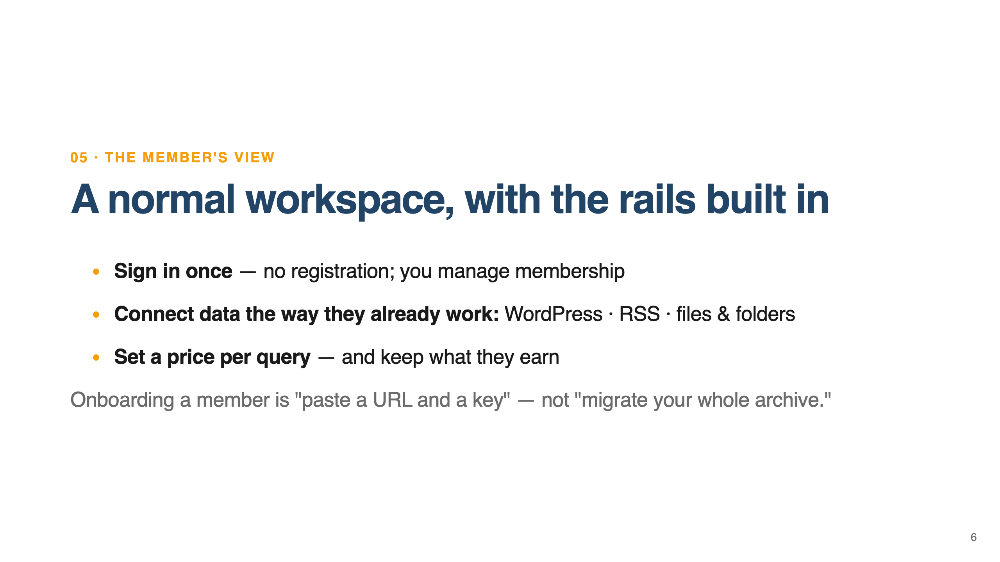 05 · THE MEMBER'S VIEW
A normal workspace, with the rails built in
• Sign in once — no registration; you manage membership
• Connect data the way they already work: WordPress · RSS · files & folders
• Set a price per query — and keep what they earn
Onboarding a member is "paste a URL and a key" — not "migrate your whole archive."
6